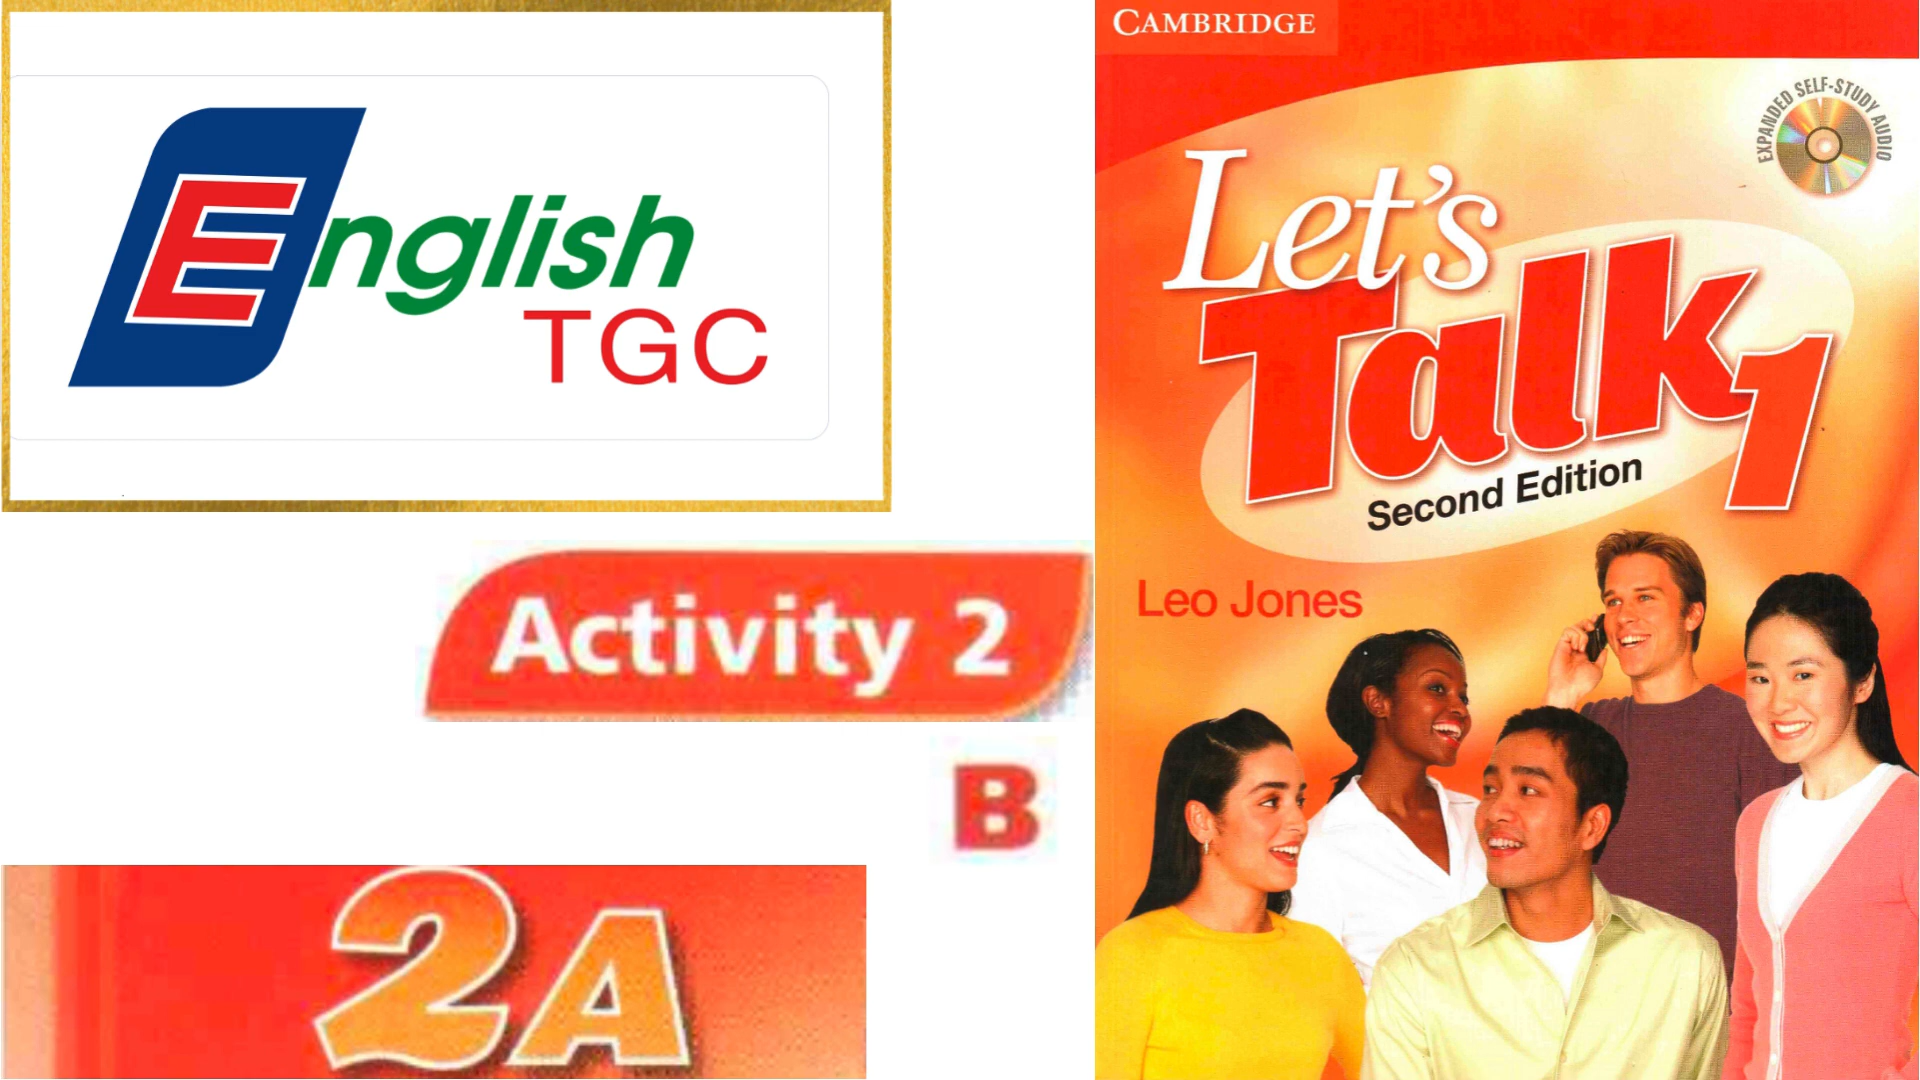 English
TGC
Activity 2
B
2A
CAMBRIDGE
EXPANDED SELF-STUDY AUDIO
Let's
Talk 1
Second Edition
Leo Jones